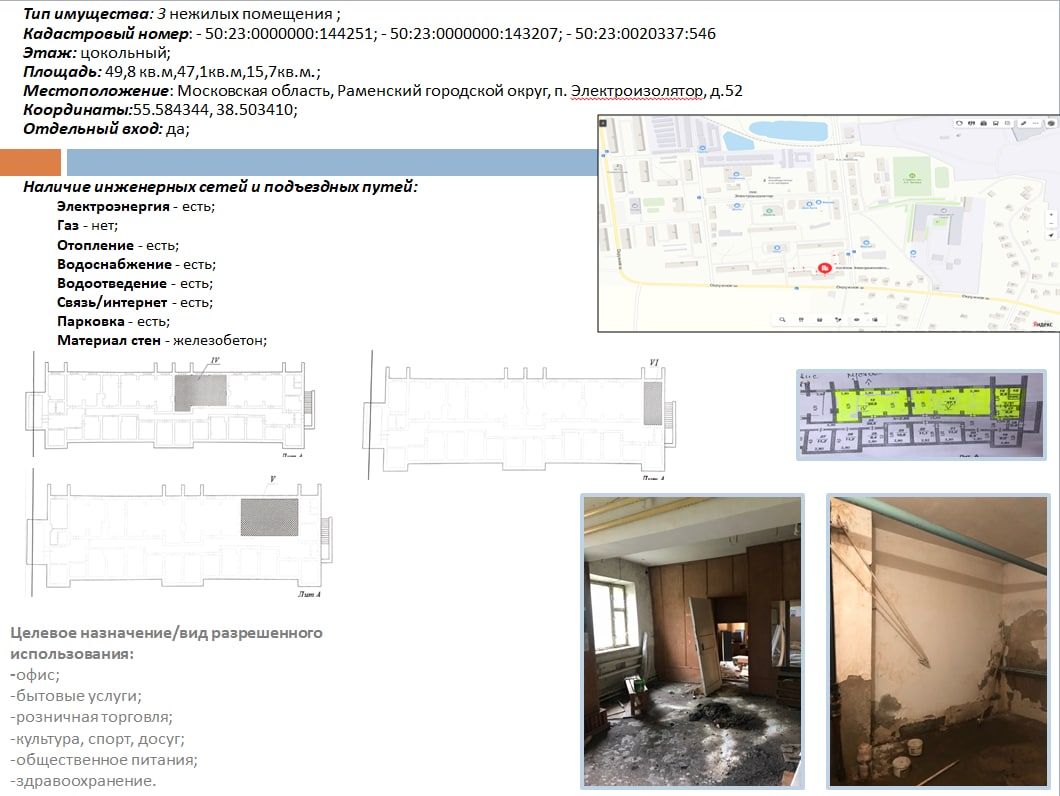 Тип имущества: 3 нежилых помещения ;
Кадастровый номер: - 50:23:0000000:144251; - 50:23:0000000:143207; - 50:23:0020337:546
Этаж: цокольный;
Площадь: 49,8 кв.м,47,1кв.м,15,7кв.м.;
Местоположение: Московская область, Раменский городской округ, п. Электроизолятор, д.52
Координаты:55.584344, 38.503410;
Отдельный вход: да;
Наличие инженерных сетей и подъездных путей:
Электроэнергия - есть;
Газ - нет;
Отопление - есть;
Водоснабжение - есть;
Водоотведение - есть;
Связь/интернет - есть;
Парковка - есть;
Материал стен - железобетон;
Окружное ш
Окружное ш
Яндекс
IV
VI
V
Лит А
Целевое назначение/вид разрешенного
использования:
-офис;
-бытовые услуги;
-розничная торговля;
-культура, спорт, досуг;
-общественное питания;
-здравоохранение.